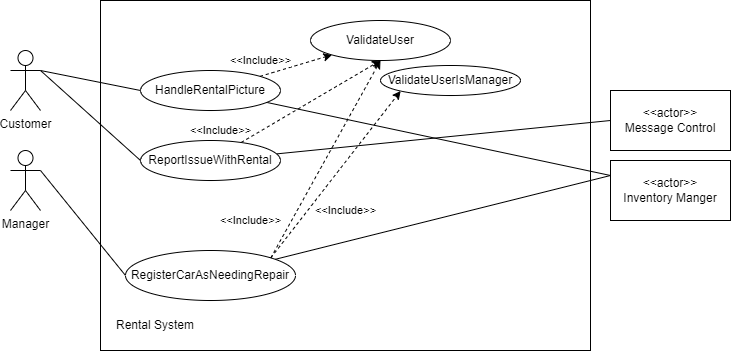 ValidateUser
<<Include>>
ValidateUserIsManager
HandleRentalPicture
Customer
<<actor>>
Message Control
<<Include>>
ReportIssueWithRental
<<actor>>
Inventory Manger
Manager
<<Include>>
<<Include>>
RegisterCarAsNeedingRepair
Rental System